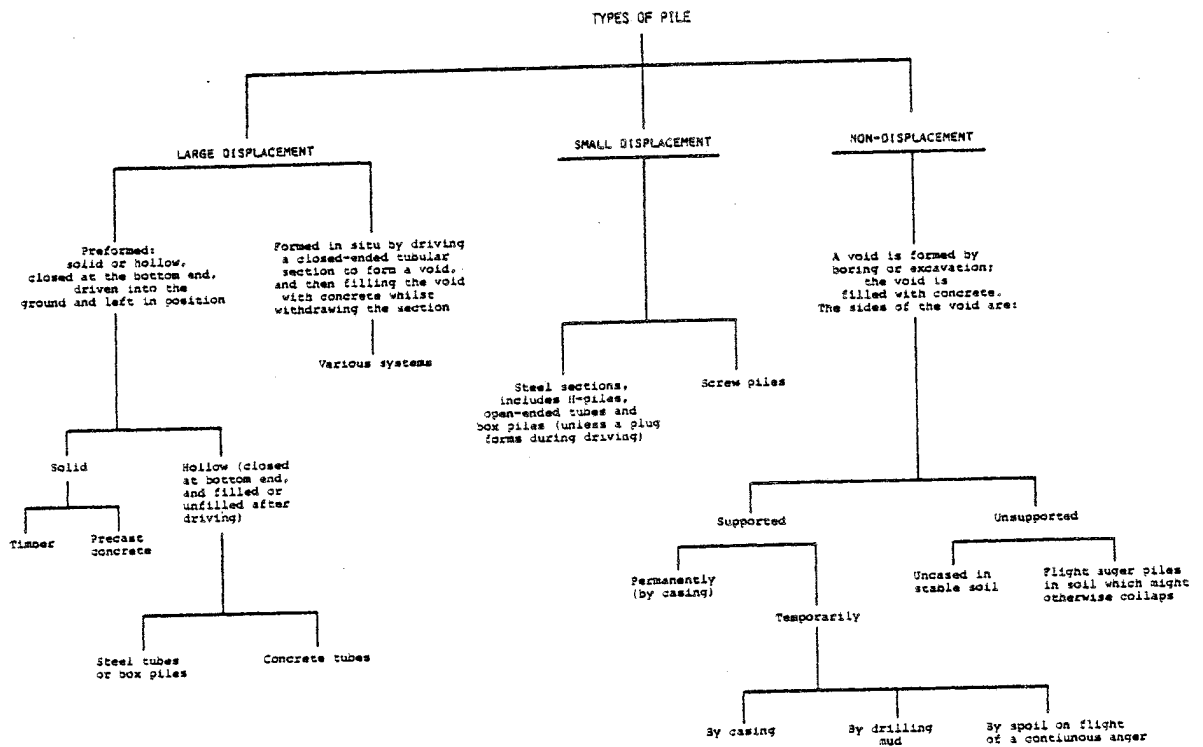 TYPES OF PILE
LARGE DISPLACEMENT
SMALL DISPLACEMENT
NON-DISPLACEMENT
Preformed:
solid or hollow,
closed at the bottom end,
driven into the
ground and left in position
Formed in situ by driving
a closed-ended tubular
section to form a void,
and then filling the void
with concrete whilst
withdrawing the section
A void is formed by
boring or excavation;
the void is
filled with concrete.
The sides of the void are:
Various systems
Steel sections,
includes H-piles,
open-ended tubes and
box piles (unless a plug
forms during driving)
Screw piles
Solid
Hollow (closed
at bottom end,
and filled or
unfilled after
driving)
Timber
Precast
concrete
Supported
Unsupported
Permanently
(by casing)
Temporarily
Uncased in
stable soil
Flight auger piles
in soil which might
otherwise collaps
Steel tubes
or box piles
Concrete tubes
By casing
By drilling
mud
By spoil on flight
of a contiunous anger